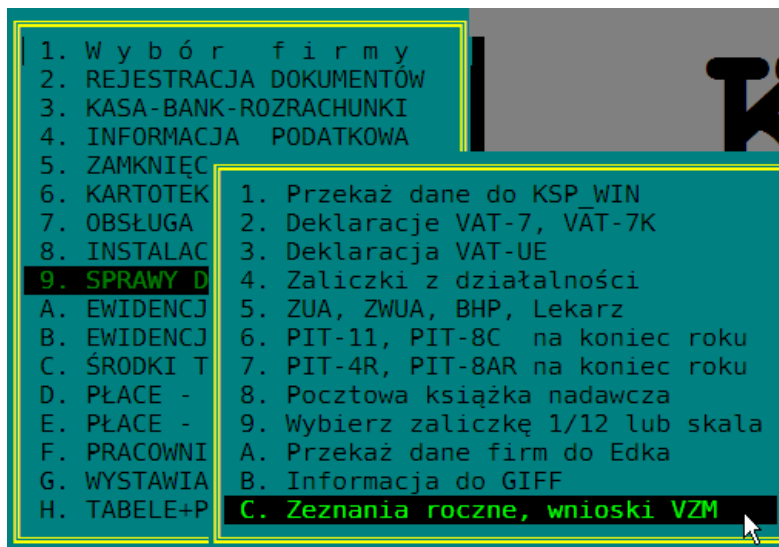 1. W y b ó r   f i r m y
2. REJESTRACJA DOKUMENTÓW
3. KASA-BANK-ROZRACHUNKI
4. INFORMACJA PODATKOWA
5. ZAMKNIĘC
6. KARTOTEK
7. OBSŁUGA
8. INSTALAC
9. SPRAWY D
A. EWIDENCJ
B. EWIDENCJ
C. ŚRODKI T
D. PŁACE -
E. PŁACE -
F. PRACOWNI
G. WYSTAWIA
H. TABELE+P
1. Przekaż dane do KSP_WIN
2. Deklaracje VAT-7, VAT-7K
3. Deklaracja VAT-UE
4. Zaliczki z działalności
5. ZUA, ZWUA, BHP, Lekarz
6. PIT-11, PIT-8C na koniec roku
7. PIT-4R, PIT-8AR na koniec roku
8. Pocztowa książka nadawcza
9. Wybierz zaliczkę 1/12 lub skala
A. Przekaż dane firm do Edka
B. Informacja do GIFF
C. Zeznania roczne, wnioski VZM